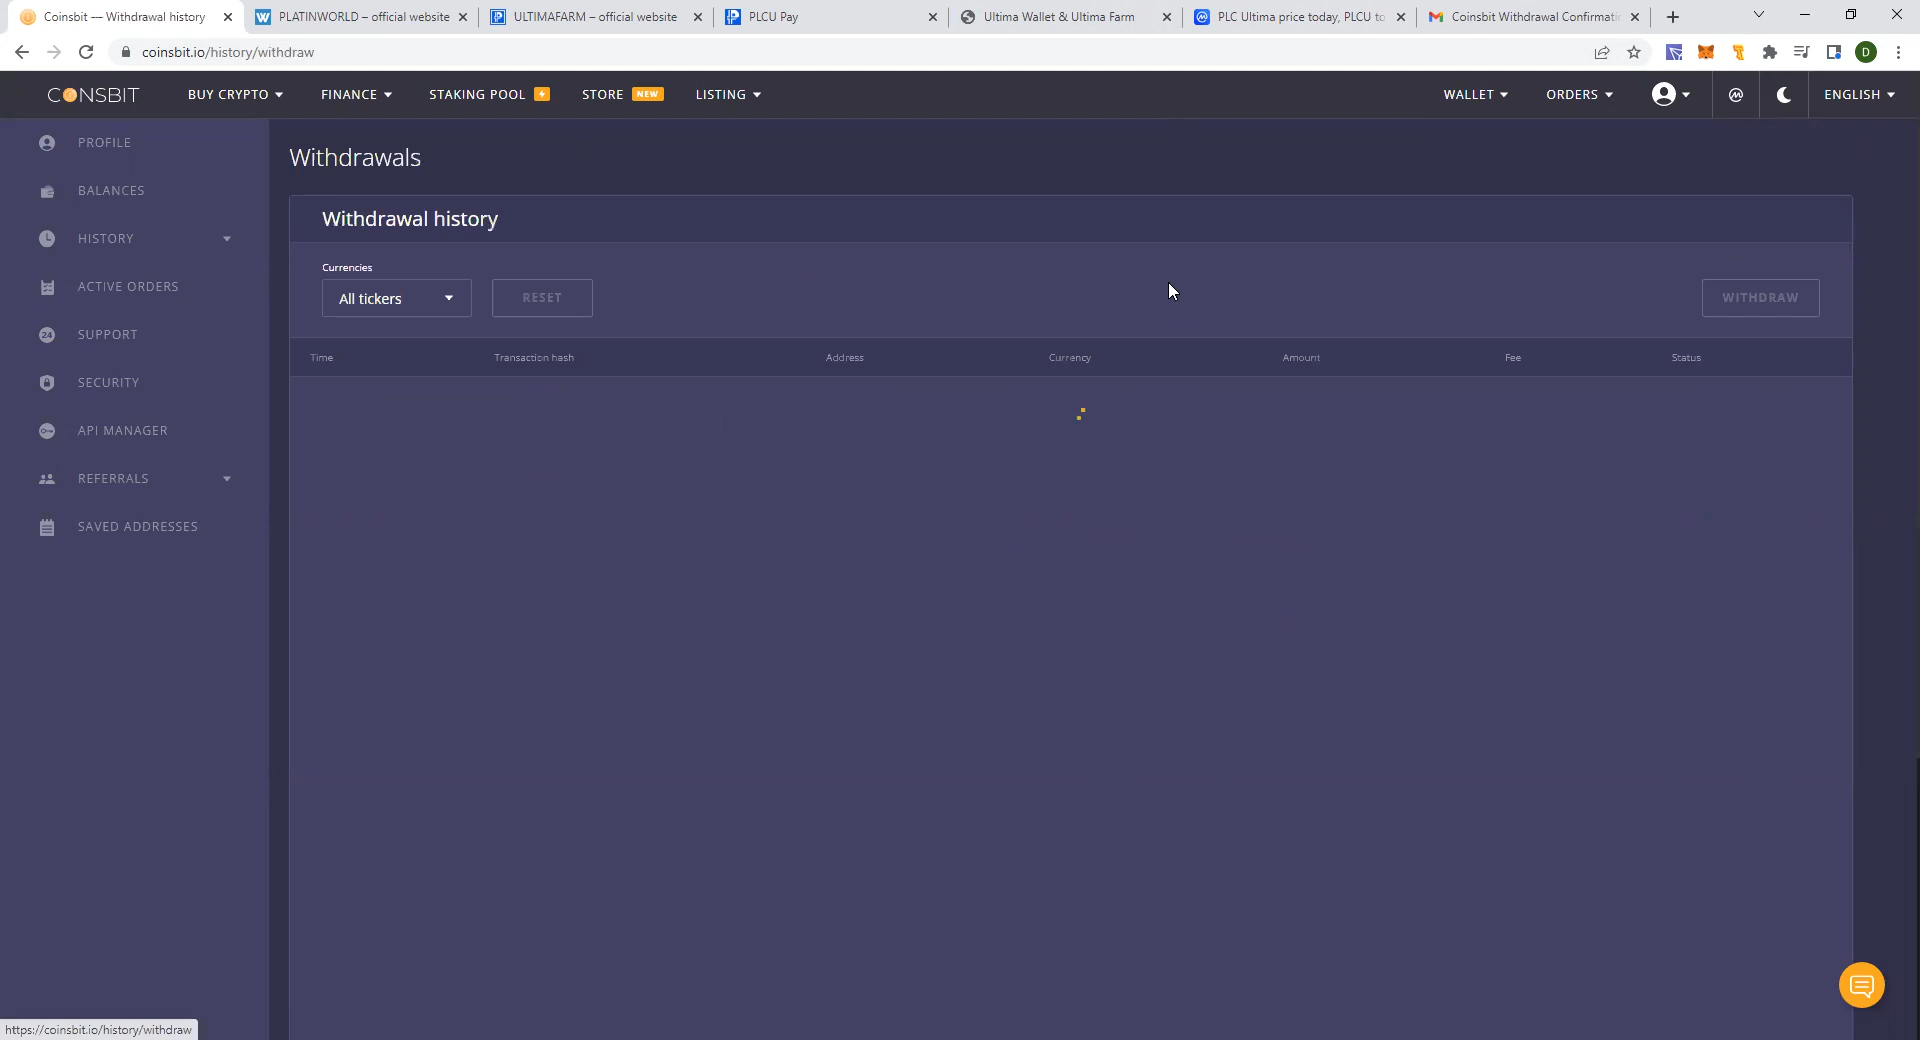 Coinsbit — Withdrawal history
PLATINWORLD – official website
ULTIMAFARM – official website
PLCU Pay
Ultima Wallet & Ultima Farm
PLC Ultima price today, PLCU to
Coinsbit Withdrawal Confirmati
coinsbit.io/history/withdraw
D
COINSBIT
BUY CRYPTO
FINANCE
STAKING POOL
STORE NEW
LISTING
WALLET
ORDERS
ENGLISH
PROFILE
BALANCES
HISTORY
ACTIVE ORDERS
24 SUPPORT
SECURITY
API MANAGER
REFERRALS
SAVED ADDRESSES
Withdrawals
Withdrawal history
Currencies
All tickers
RESET
WITHDRAW
Time Transaction hash Address Currency Amount Fee Status
https://coinsbit.io/history/withdraw